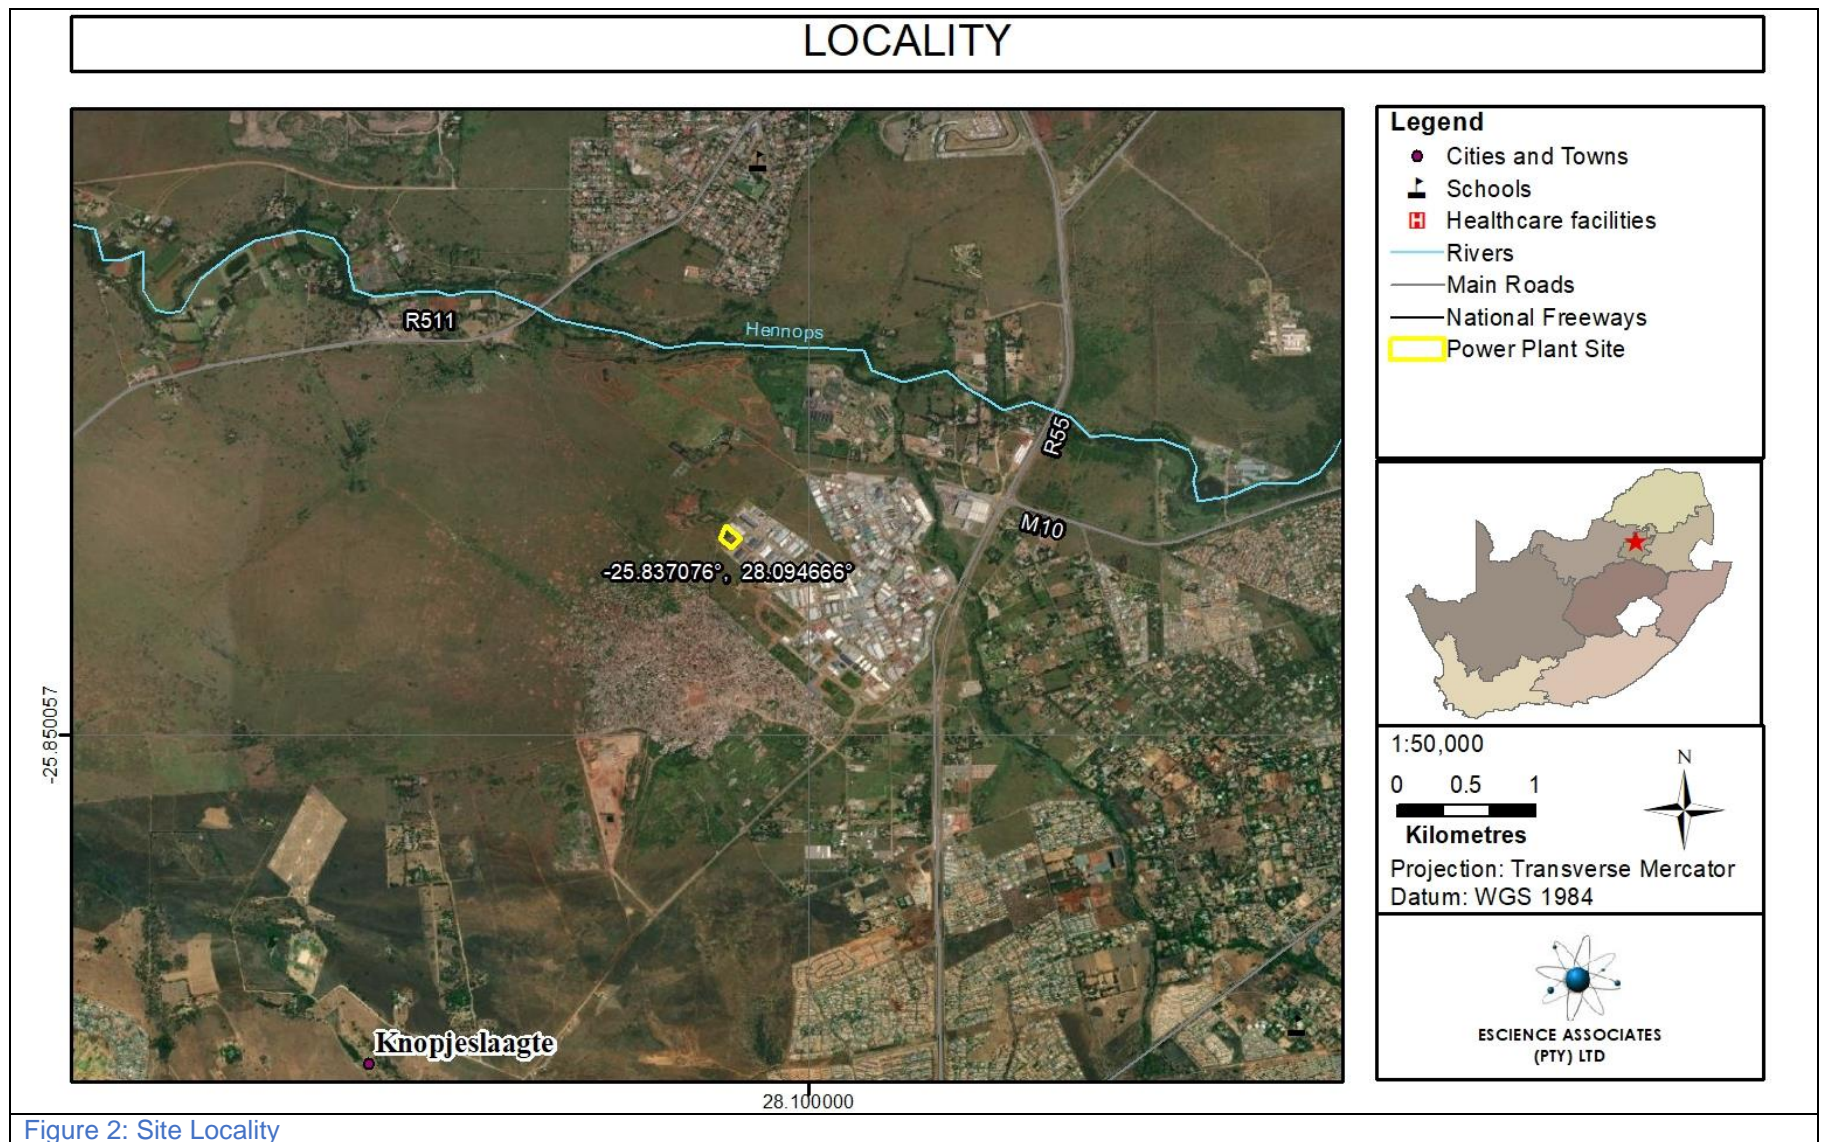 LOCALITY
R511
Hennops
R55
M10
-25.837076°, 28.094666°
-25.850057
Knopjeslaagte
28.100000
Legend
Cities and Towns
Schools
H Healthcare facilities
Rivers
Main Roads
National Freeways
Power Plant Site
1:50,000
N
0 0.5 1
Kilometres
Projection: Transverse Mercator
Datum: WGS 1984
ESCIENCE ASSOCIATES
(PTY) LTD
Figure 2: Site Locality